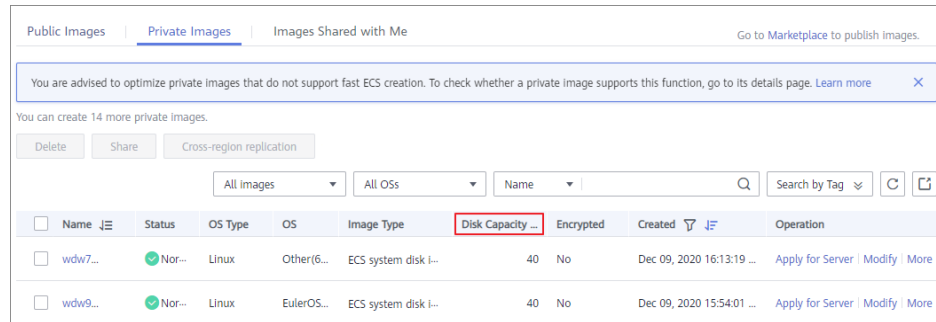 Public Images Private Images Images Shared with Me Go to Marketplace to publish images.
You are advised to optimize private images that do not support fast ECS creation. To check whether a private image supports this function, go to its details page. Learn more
You can create 14 more private images.
Delete Share Cross-region replication
All images All OSs Name Search by Tag
Name Status OS Type OS Image Type Disk Capacity ... Encrypted Created Operation
wdw7... Nor... Linux Other(6... ECS system disk i... 40 No Dec 09, 2020 16:13:19 ... Apply for Server | Modify | More
wdw9... Nor... Linux EulerOS... ECS system disk i... 40 No Dec 09, 2020 15:54:01 ... Apply for Server | Modify | More